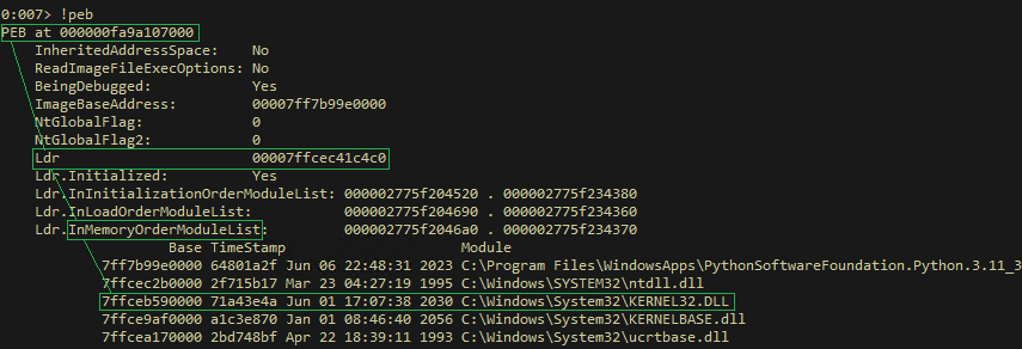 0:007> !peb
PEB at 000000fa9a107000
InheritedAddressSpace: No
ReadImageFileExecOptions: No
BeingDebugged: Yes
ImageBaseAddress: 00007ff7b99e0000
NtGlobalFlag: 0
NtGlobalFlag2: 0
Ldr 00007ffcec41c4c0
Ldr.Initialized: Yes
Ldr.InInitializationOrderModuleList: 000002775f204520 . 000002775f234380
Ldr.InLoadOrderModuleList: 000002775f204690 . 000002775f234360
Ldr.InMemoryOrderModuleList: 000002775f2046a0 . 000002775f234370
Base TimeStamp Module
7ff7b99e0000 64801a2f Jun 06 22:48:31 2023 C:\Program Files\WindowsApps\PythonSoftwareFoundation.Python.3.11_3
7ffcec2b0000 2f715b17 Mar 23 04:27:19 1995 C:\Windows\SYSTEM32\ntdll.dll
7ffceb590000 71a43e4a Jun 01 17:07:38 2030 C:\Windows\System32\KERNEL32.DLL
7ffce9af0000 a1c3e870 Jan 01 08:46:40 2056 C:\Windows\System32\KERNELBASE.dll
7ffcea170000 2bd748bf Apr 22 18:39:11 1993 C:\Windows\System32\ucrtbase.dll